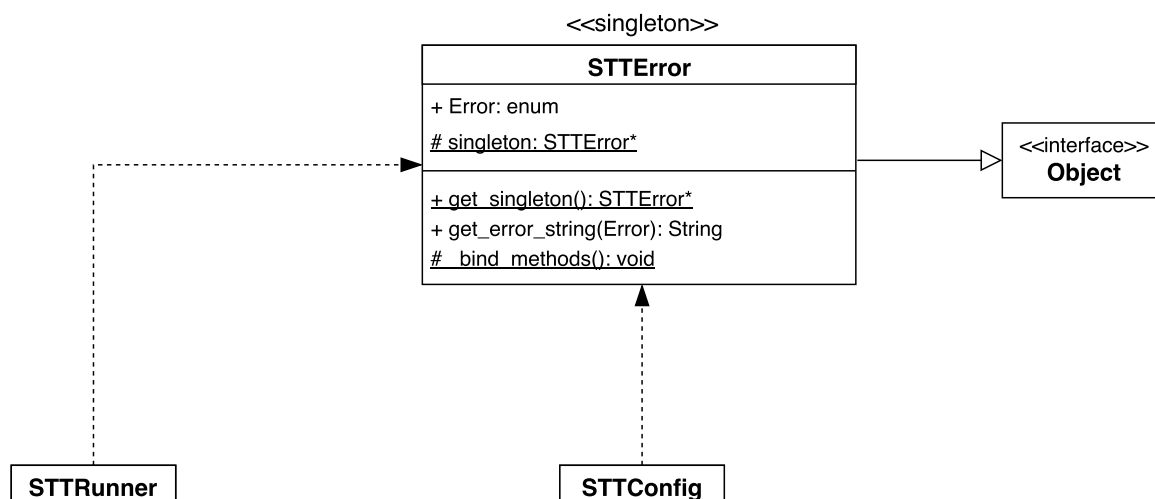 <<singleton>>
STTError
+ Error: enum
# singleton: STTError*
+ get_singleton(): STTError*
+ get_error_string(Error): String
# _bind_methods(): void
<<interface>>
Object
STTRunner
STTConfig